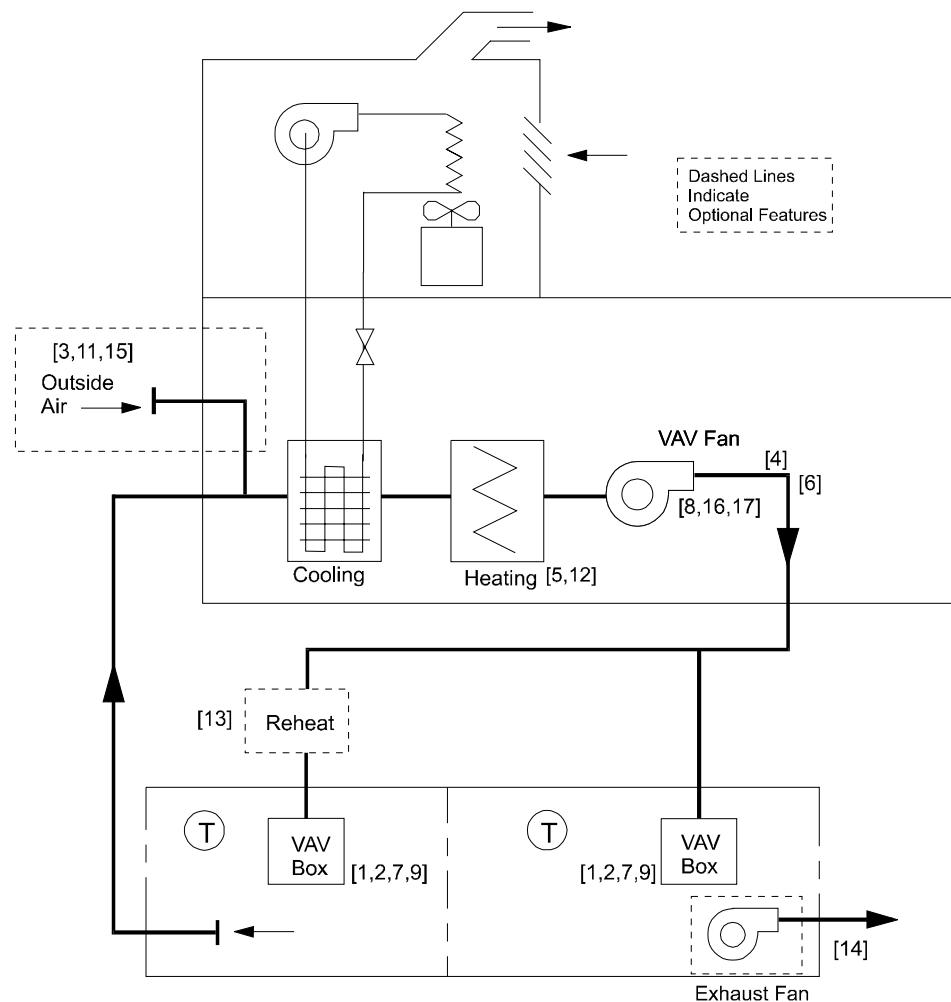 Dashed Lines
Indicate
Optional Features
[3,11,15]
Outside
Air
VAV Fan
[4]
[6]
[8,16,17]
Cooling
Heating
[5,12]
[13]
Reheat
T
VAV
Box
[1,2,7,9]
T
VAV
Box
[1,2,7,9]
[14]
Exhaust Fan